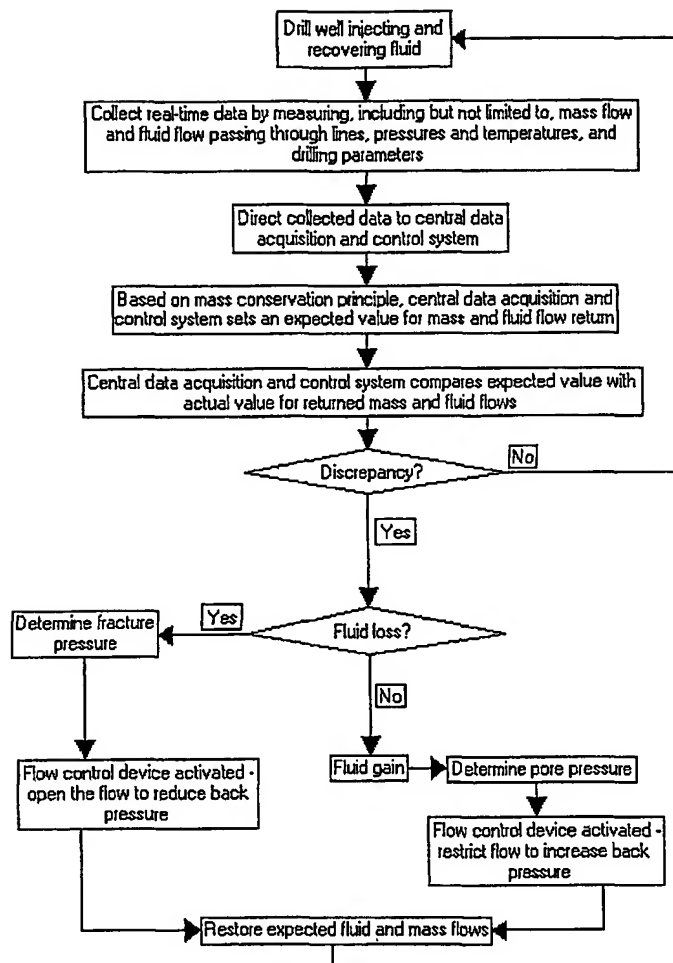 Drill well injecting and
recovering fluid
Collect real-time data by measuring, including but not limited to, mass flow
and fluid flow passing through lines, pressures and temperatures, and
drilling parameters
Direct collected data to central data
acquisition and control system
Based on mass conservation principle, central data acquisition and
control system sets an expected value for mass and fluid flow return
Central data acquisition and control system compares expected value with
actual value for returned mass and fluid flows
Discrepancy?
No
Yes
Fluid loss?
Yes
Determine fracture
pressure
No
Fluid gain
Determine pore pressure
Flow control device activated -
open the flow to reduce back
pressure
Flow control device activated -
restrict flow to increase back
pressure
Restore expected fluid and mass flows